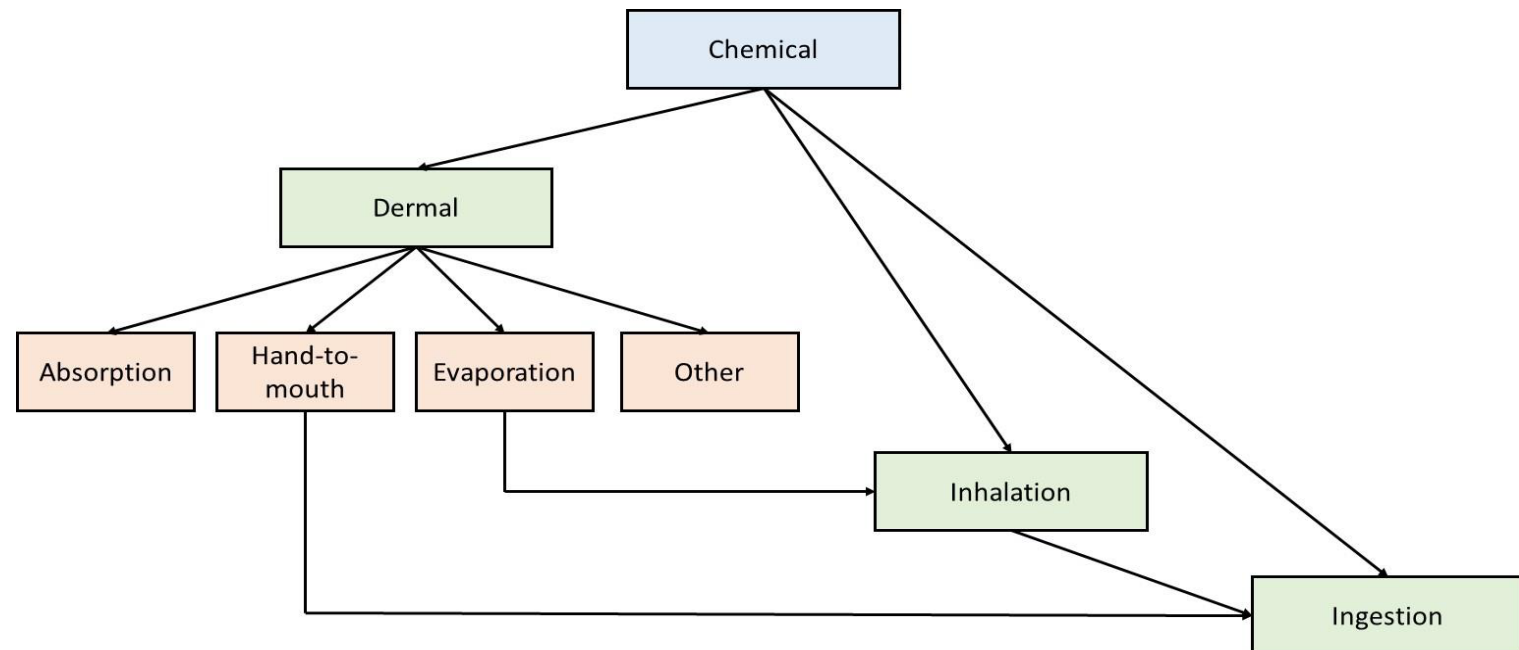 Chemical
Dermal
Absorption
Hand-to-
mouth
Evaporation
Other
Inhalation
Ingestion